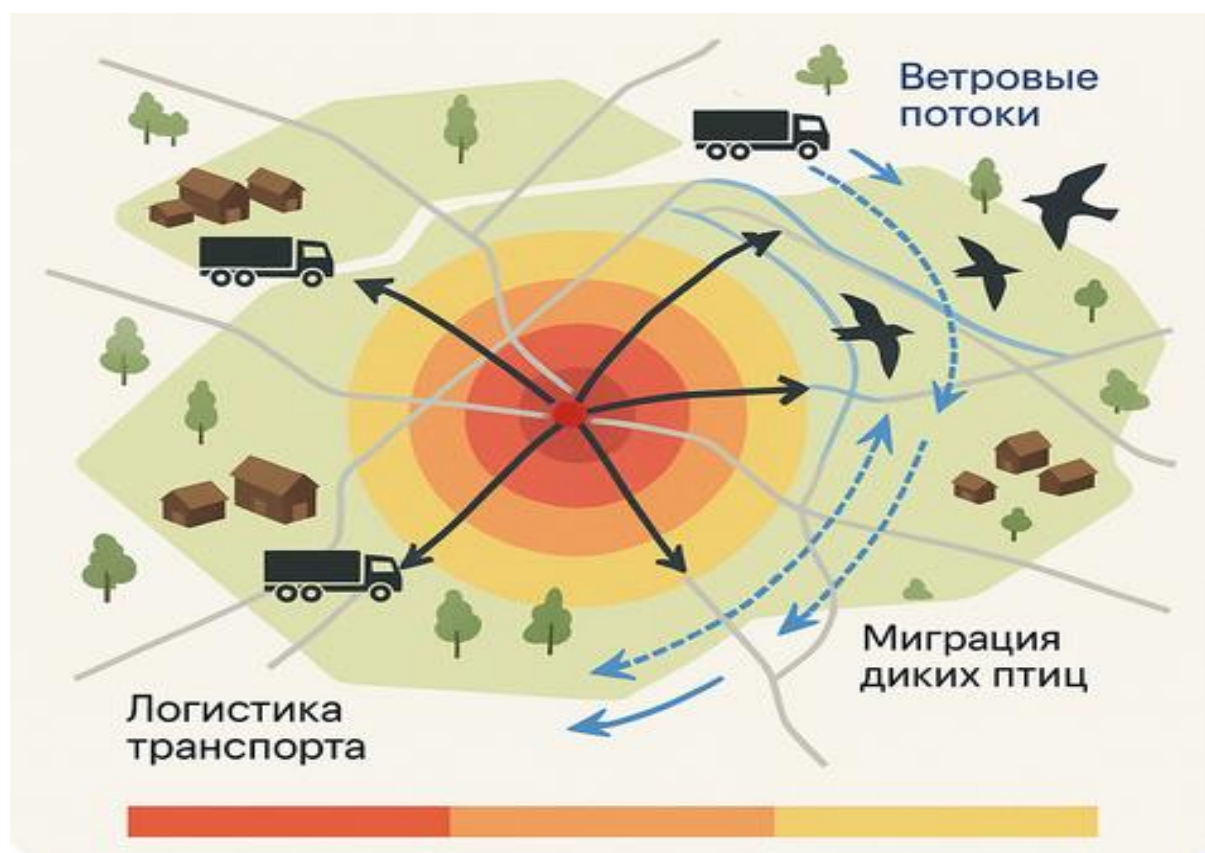 Ветровые
потоки
Миграция
диких птиц
Логистика
транспорта